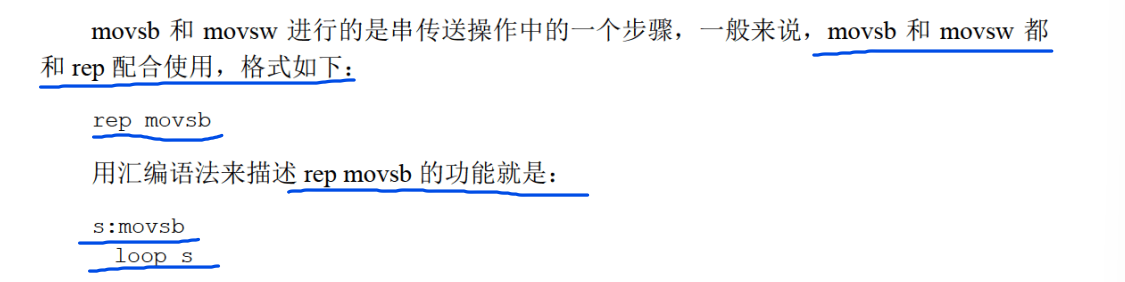 movsb 和 movsw 进行的是串传送操作中的一个步骤，一般来说，movsb 和 movsw 都
和 rep 配合使用，格式如下：
rep movsb
用汇编语法来描述 rep movsb 的功能就是：
s:movsb
loop s